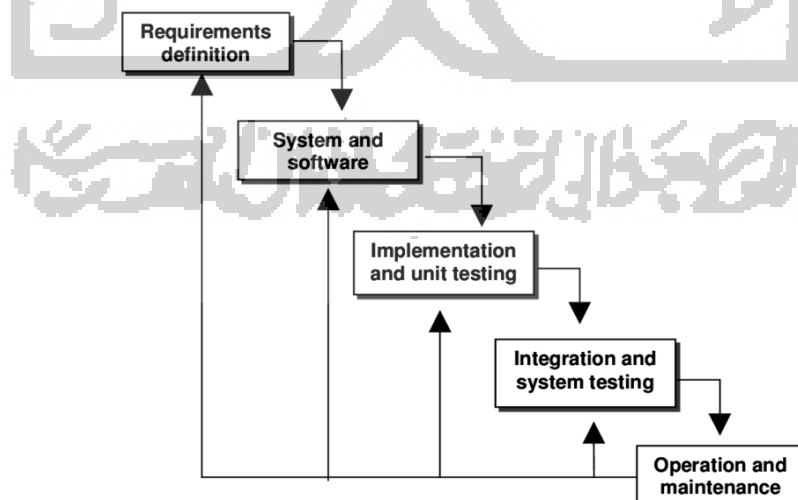 Requirements
definition
System and
software
Implementation
and unit testing
Integration and
system testing
Operation and
maintenance